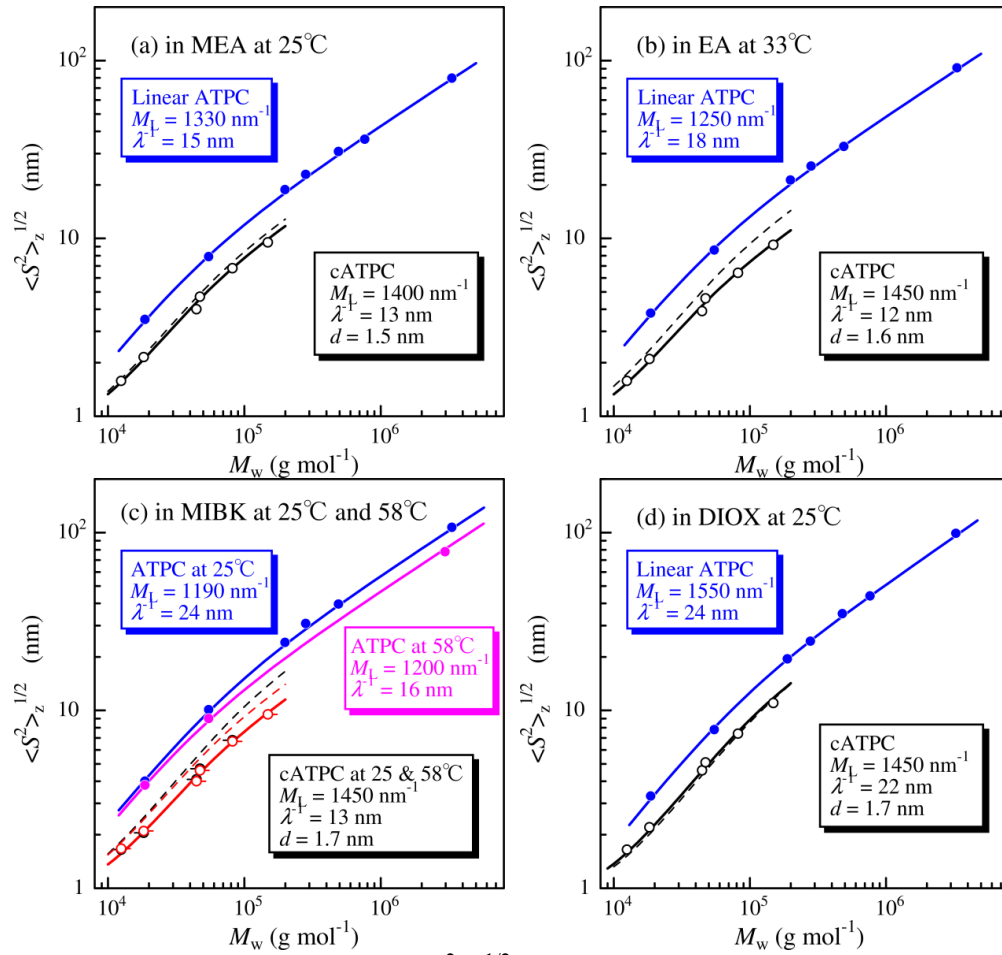 (a) in MEA at 25℃
Linear ATPC
M_L = 1330 nm⁻¹
λ⁻¹ = 15 nm
cATPC
M_L = 1400 nm⁻¹
λ⁻¹ = 13 nm
d = 1.5 nm
<S²>_z^1/2 (nm)
10²
10
1
10⁴
10⁵
10⁶
M_w (g mol⁻¹)
(b) in EA at 33℃
Linear ATPC
M_L = 1250 nm⁻¹
λ⁻¹ = 18 nm
cATPC
M_L = 1450 nm⁻¹
λ⁻¹ = 12 nm
d = 1.6 nm
<S²>_z^1/2 (nm)
10²
10
1
10⁴
10⁵
10⁶
M_w (g mol⁻¹)
(c) in MIBK at 25℃ and 58℃
ATPC at 25℃
M_L = 1190 nm⁻¹
λ⁻¹ = 24 nm
ATPC at 58℃
M_L = 1200 nm⁻¹
λ⁻¹ = 16 nm
cATPC at 25 & 58℃
M_L = 1450 nm⁻¹
λ⁻¹ = 13 nm
d = 1.7 nm
<S²>_z^1/2 (nm)
10²
10
1
10⁴
10⁵
10⁶
M_w (g mol⁻¹)
(d) in DIOX at 25℃
Linear ATPC
M_L = 1550 nm⁻¹
λ⁻¹ = 24 nm
cATPC
M_L = 1450 nm⁻¹
λ⁻¹ = 22 nm
d = 1.7 nm
<S²>_z^1/2 (nm)
10²
10
1
10⁴
10⁵
10⁶
M_w (g mol⁻¹)